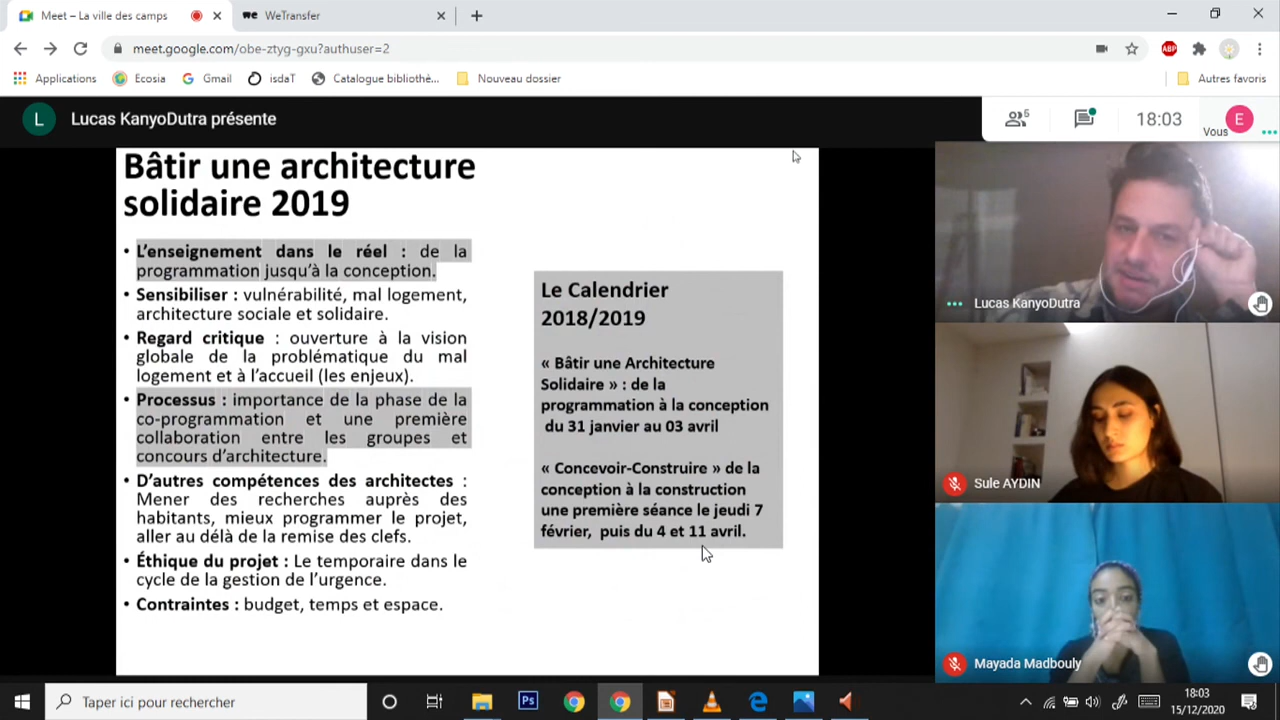 Meet – La ville des camps
WeTransfer
meet.google.com/obe-ztyg-gxu?authuser=2
ABP
Applications
Ecosia
Gmail
isdaT
Catalogue bibliothé...
Nouveau dossier
Autres favoris
L
Lucas KanyoDutra présente
5
18:03
Vous
E
Bâtir une architecture
solidaire 2019
• L'enseignement dans le réel : de la
programmation jusqu'à la conception.
• Sensibiliser : vulnérabilité, mal logement,
architecture sociale et solidaire.
• Regard critique : ouverture à la vision
globale de la problématique du mal
logement et à l'accueil (les enjeux).
• Processus : importance de la phase de la
co-programmation et une première
collaboration entre les groupes et
concours d'architecture.
• D'autres compétences des architectes :
Mener des recherches auprès des
habitants, mieux programmer le projet,
aller au délà de la remise des clefs.
• Éthique du projet : Le temporaire dans le
cycle de la gestion de l'urgence.
• Contraintes : budget, temps et espace.
Le Calendrier
2018/2019
« Bâtir une Architecture
Solidaire » : de la
programmation à la conception
du 31 janvier au 03 avril
« Concevoir-Construire » de la
conception à la construction
une première séance le jeudi 7
février, puis du 4 et 11 avril.
Lucas KanyoDutra
Sule AYDIN
Mayada Madbouly
Taper ici pour rechercher
Ps
18:03
15/12/2020